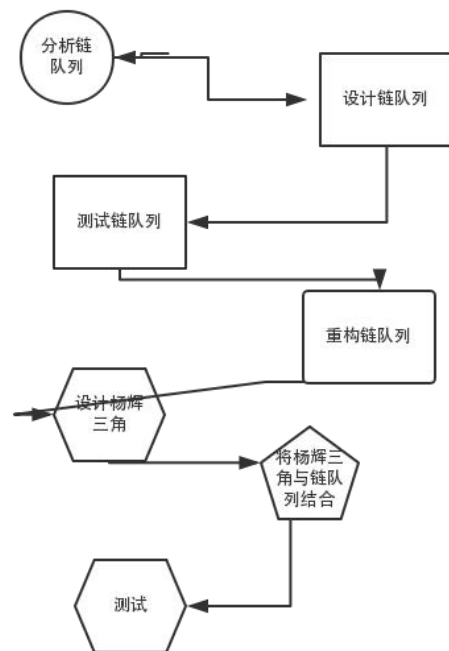 分析链
队列
设计链队列
测试链队列
重构链队列
设计杨辉
三角
将杨辉三
角与链队
列结合
测试